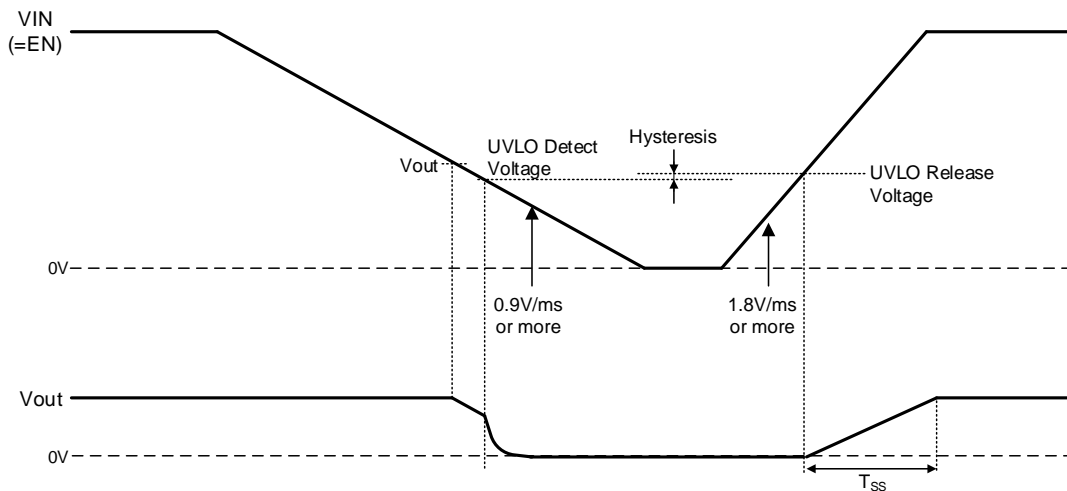 VIN
(=EN)
Hysteresis
UVLO Detect
Voltage
Vout
UVLO Release
Voltage
0V
0.9V/ms
or more
1.8V/ms
or more
Vout
0V
TSS